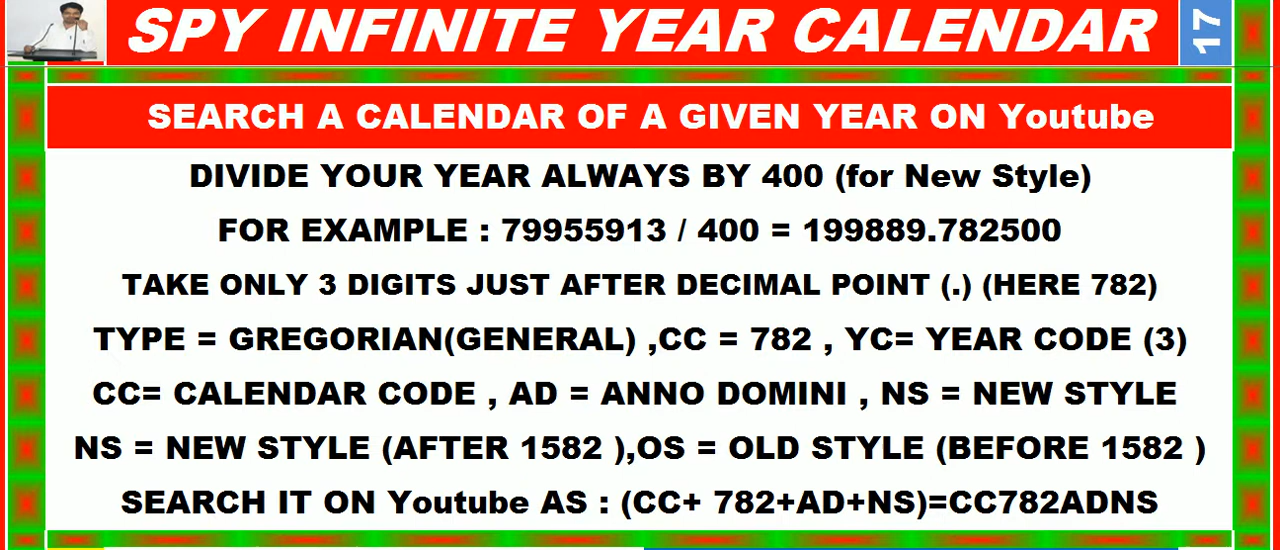 SPY INFINITE YEAR CALENDAR
17
SEARCH A CALENDAR OF A GIVEN YEAR ON Youtube
DIVIDE YOUR YEAR ALWAYS BY 400 (for New Style)
FOR EXAMPLE : 79955913 / 400 = 199889.782500
TAKE ONLY 3 DIGITS JUST AFTER DECIMAL POINT (.) (HERE 782)
TYPE = GREGORIAN(GENERAL) ,CC = 782 , YC= YEAR CODE (3)
CC= CALENDAR CODE , AD = ANNO DOMINI , NS = NEW STYLE
NS = NEW STYLE (AFTER 1582 ),OS = OLD STYLE (BEFORE 1582 )
SEARCH IT ON Youtube AS : (CC+ 782+AD+NS)=CC782ADNS